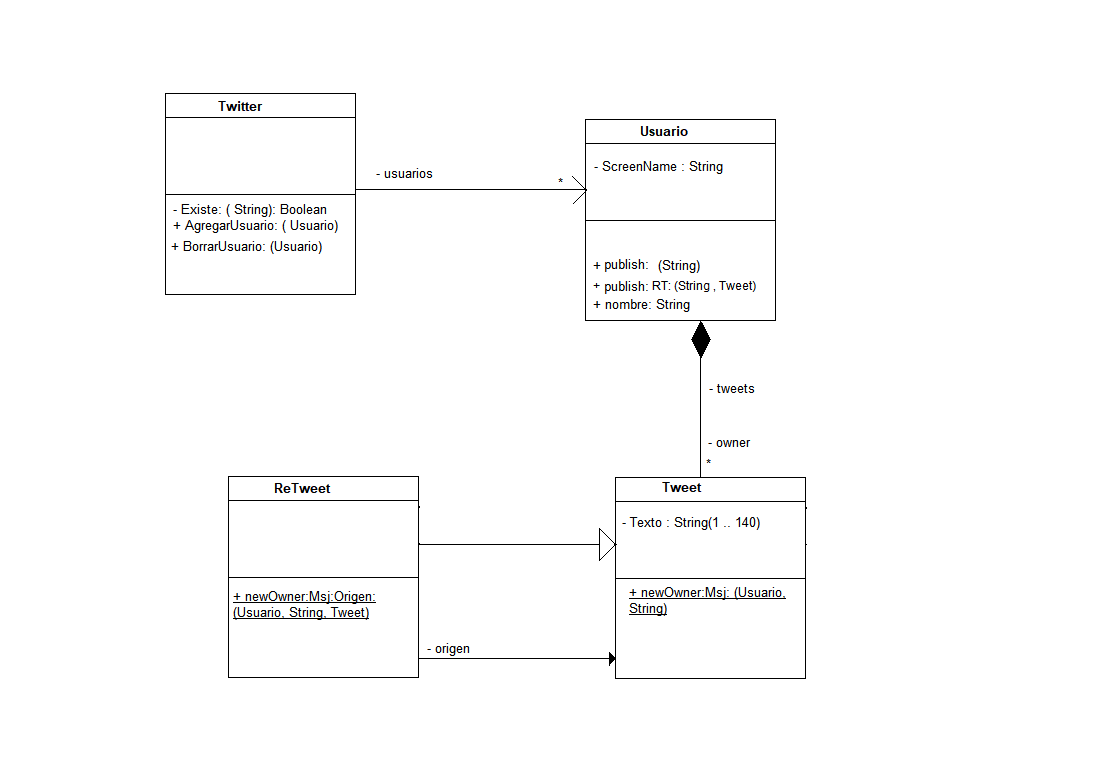 Twitter
- Existe: ( String): Boolean
+ AgregarUsuario: ( Usuario)
+ BorrarUsuario: (Usuario)
- usuarios
*
Usuario
- ScreenName : String
+ publish: (String)
+ publish: RT: (String , Tweet)
+ nombre: String
- tweets
- owner
*
ReTweet
+ newOwner:Msj:Origen:
(Usuario, String, Tweet)
- origen
Tweet
- Texto : String(1 .. 140)
+ newOwner:Msj: (Usuario,
String)